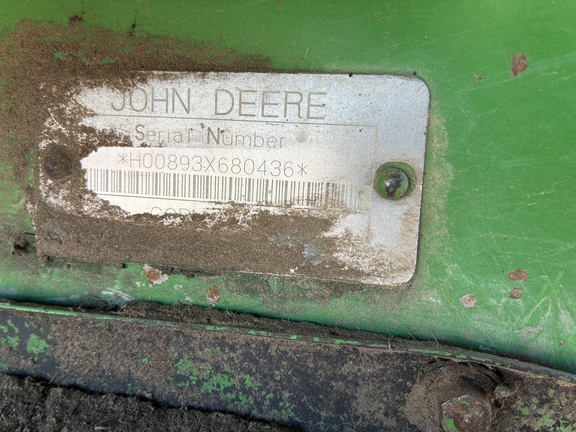 JOHN DEERE
Serial Number
*H00893X680436*